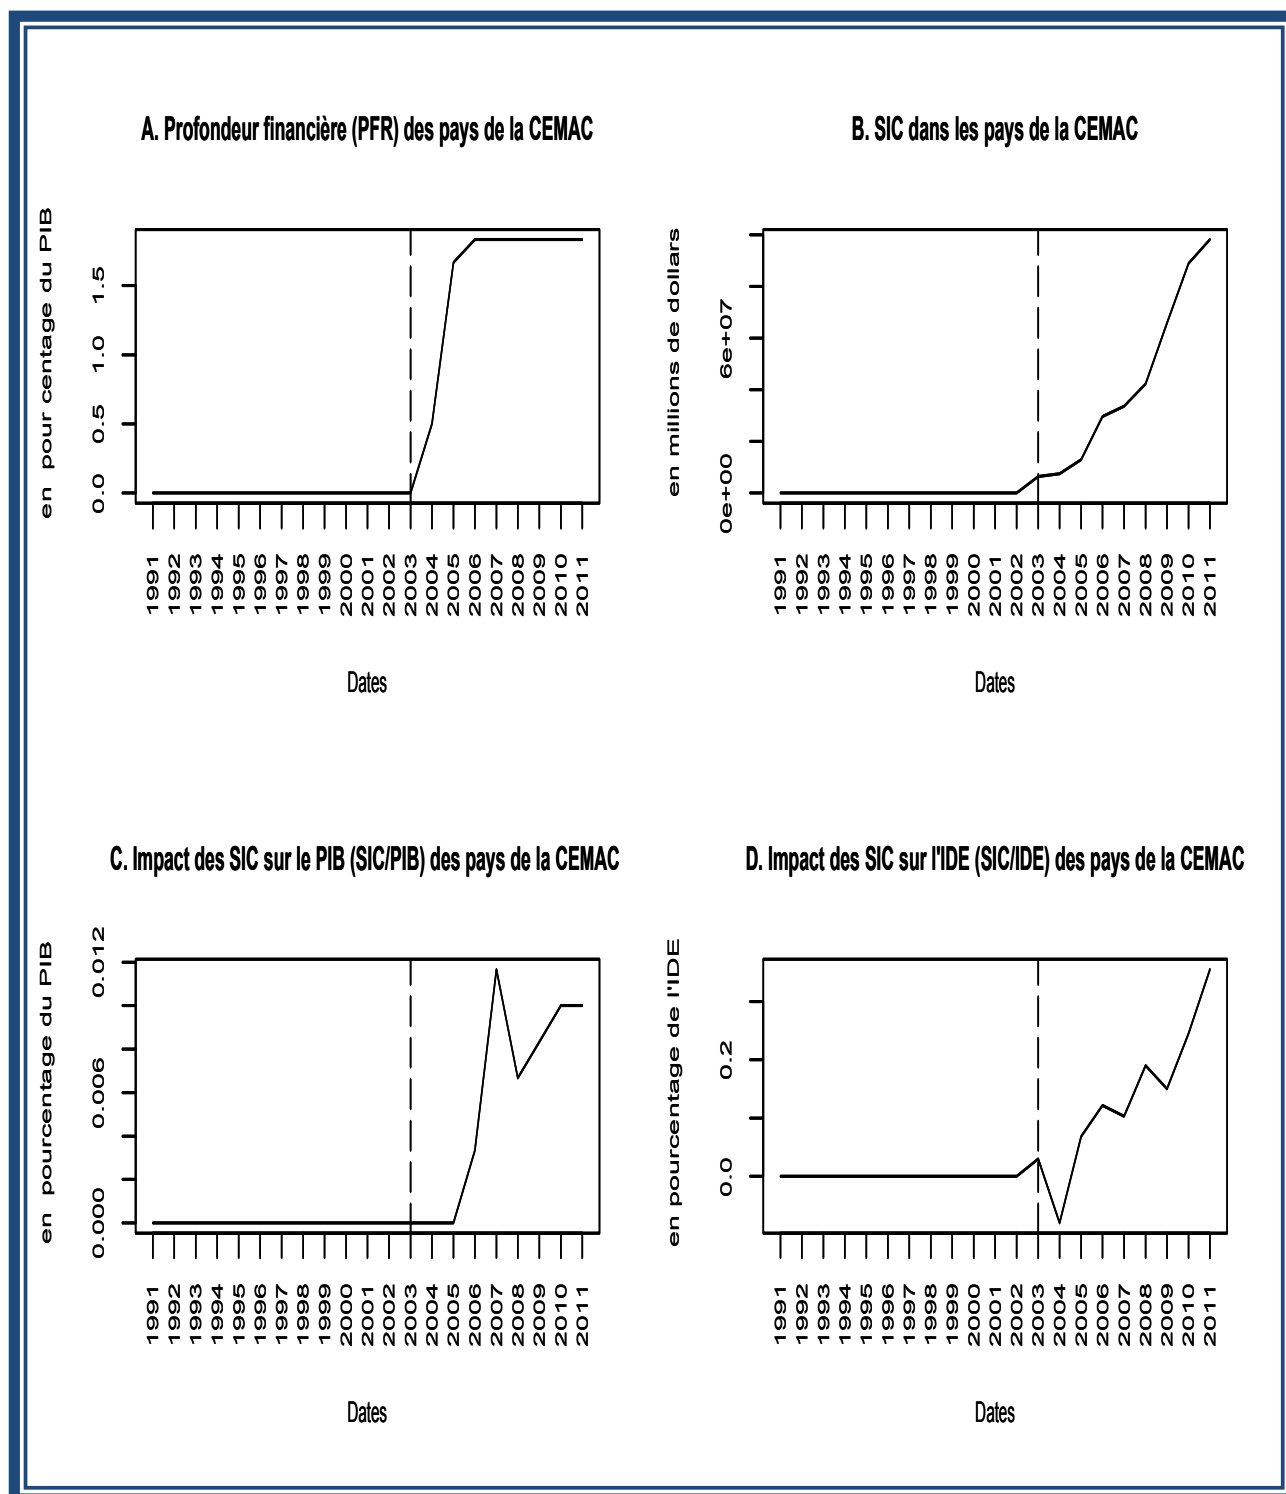 A. Profondeur financière (PFR) des pays de la CEMAC
en pour centage du PIB
1.5
1.0
0.5
0.0
1991 1992 1993 1994 1995 1996 1997 1998 1999 2000 2001 2002 2003 2004 2005 2006 2007 2008 2009 2010 2011
Dates
B. SIC dans les pays de la CEMAC
en millions de dollars
6e+07
0e+00
1991 1992 1993 1994 1995 1996 1997 1998 1999 2000 2001 2002 2003 2004 2005 2006 2007 2008 2009 2010 2011
Dates
C. Impact des SIC sur le PIB (SIC/PIB) des pays de la CEMAC
en pourcentage du PIB
0.012
0.006
0.000
1991 1992 1993 1994 1995 1996 1997 1998 1999 2000 2001 2002 2003 2004 2005 2006 2007 2008 2009 2010 2011
Dates
D. Impact des SIC sur l'IDE (SIC/IDE) des pays de la CEMAC
en pourcentage de l'IDE
0.2
0.0
1991 1992 1993 1994 1995 1996 1997 1998 1999 2000 2001 2002 2003 2004 2005 2006 2007 2008 2009 2010 2011
Dates